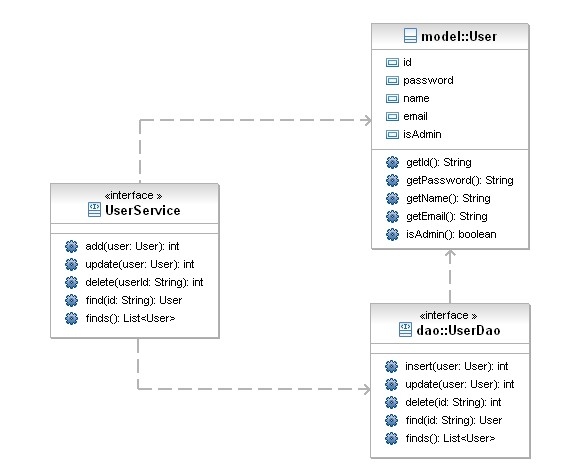 model::User
id
password
name
email
isAdmin
getId(): String
getPassword(): String
getName(): String
getEmail(): String
isAdmin(): boolean
«interface»
UserService
add(user: User): int
update(user: User): int
delete(userId: String): int
find(id: String): User
finds(): List<User>
«interface»
dao::UserDao
insert(user: User): int
update(user: User): int
delete(id: String): int
find(id: String): User
finds(): List<User>